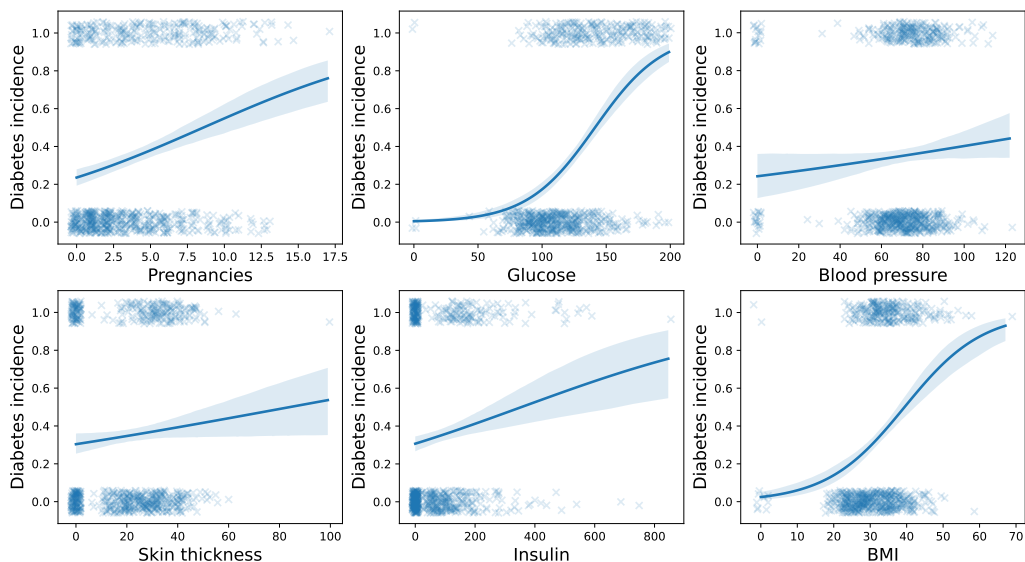 Diabetes incidence
1.0
0.8
0.6
0.4
0.2
0.0
0.0 2.5 5.0 7.5 10.0 12.5 15.0 17.5
Pregnancies
Diabetes incidence
1.0
0.8
0.6
0.4
0.2
0.0
0 50 100 150 200
Glucose
Diabetes incidence
1.0
0.8
0.6
0.4
0.2
0.0
0 20 40 60 80 100 120
Blood pressure
Diabetes incidence
1.0
0.8
0.6
0.4
0.2
0.0
0 20 40 60 80 100
Skin thickness
Diabetes incidence
1.0
0.8
0.6
0.4
0.2
0.0
0 200 400 600 800
Insulin
Diabetes incidence
1.0
0.8
0.6
0.4
0.2
0.0
0 10 20 30 40 50 60 70
BMI